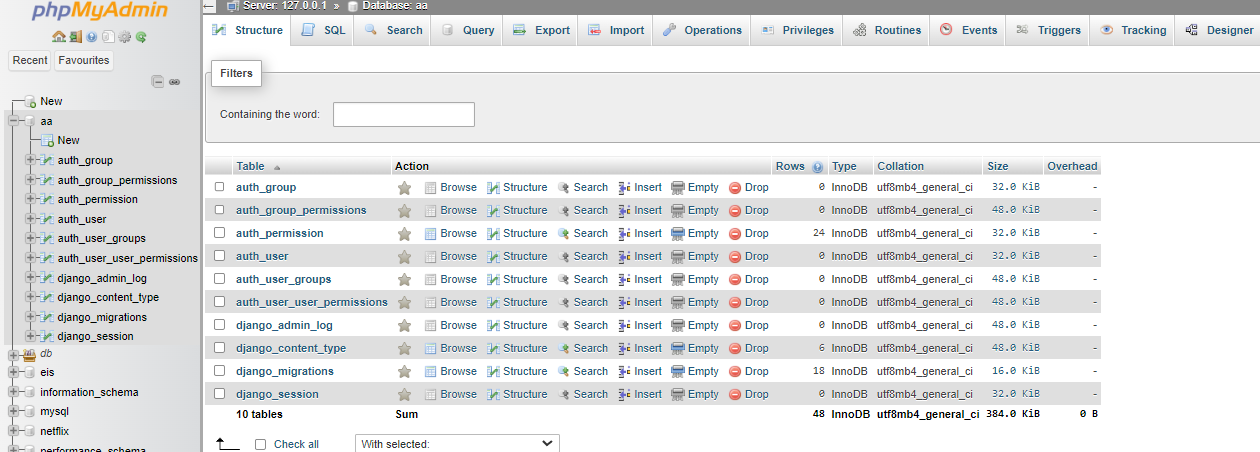 phpMyAdmin
Recent Favourites
New
aa
New
auth_group
auth_group_permissions
auth_permission
auth_user
auth_user_groups
auth_user_user_permissions
django_admin_log
django_content_type
django_migrations
django_session
db
eis
information_schema
mysql
netflix
performance_schema
Server: 127.0.0.1 » Database: aa
Structure SQL Search Query Export Import Operations Privileges Routines Events Triggers Tracking Designer
Filters
Containing the word:
Table Action Rows Type Collation Size Overhead
auth_group Browse Structure Search Insert Empty Drop 0 InnoDB utf8mb4_general_ci 32.0 KiB -
auth_group_permissions Browse Structure Search Insert Empty Drop 0 InnoDB utf8mb4_general_ci 48.0 KiB -
auth_permission Browse Structure Search Insert Empty Drop 24 InnoDB utf8mb4_general_ci 32.0 KiB -
auth_user Browse Structure Search Insert Empty Drop 0 InnoDB utf8mb4_general_ci 32.0 KiB -
auth_user_groups Browse Structure Search Insert Empty Drop 0 InnoDB utf8mb4_general_ci 48.0 KiB -
auth_user_user_permissions Browse Structure Search Insert Empty Drop 0 InnoDB utf8mb4_general_ci 48.0 KiB -
django_admin_log Browse Structure Search Insert Empty Drop 0 InnoDB utf8mb4_general_ci 48.0 KiB -
django_content_type Browse Structure Search Insert Empty Drop 6 InnoDB utf8mb4_general_ci 32.0 KiB -
django_migrations Browse Structure Search Insert Empty Drop 18 InnoDB utf8mb4_general_ci 16.0 KiB -
django_session Browse Structure Search Insert Empty Drop 0 InnoDB utf8mb4_general_ci 32.0 KiB -
10 tables Sum 48 InnoDB utf8mb4_general_ci 384.0 KiB 0 B
Check all With selected: